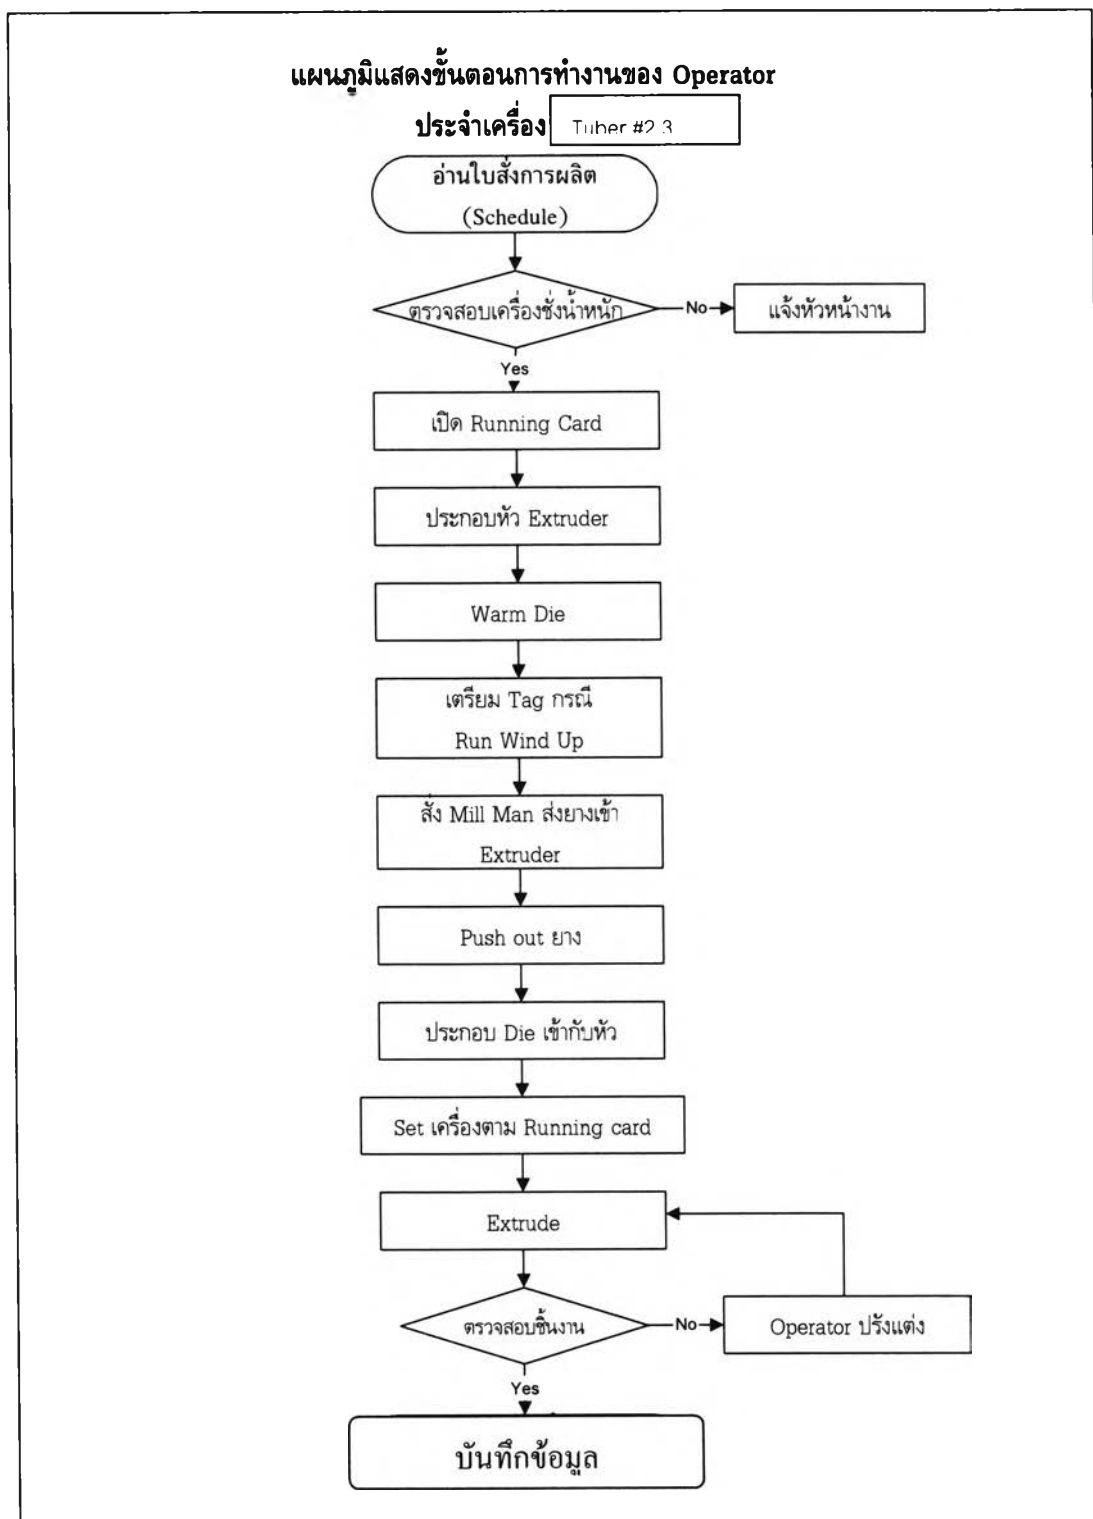 แผนภูมิแสดงขั้นตอนการทำงานของ Operator
ประจำเครื่อง Tuber #2,3
อ่านใบสั่งการผลิต
(Schedule)
ตรวจสอบเครื่องชั่งน้ำหนัก
No
แจ้งหัวหน้างาน
Yes
เปิด Running Card
ประกอบหัว Extruder
Warm Die
เตรียม Tag กรณี
Run Wind Up
สั่ง Mill Man ส่งยางเข้า
Extruder
Push out ยาง
ประกอบ Die เข้ากับหัว
Set เครื่องตาม Running card
Extrude
ตรวจสอบชิ้นงาน
No
Operator ปรังแต่ง
Yes
บันทึกข้อมูล